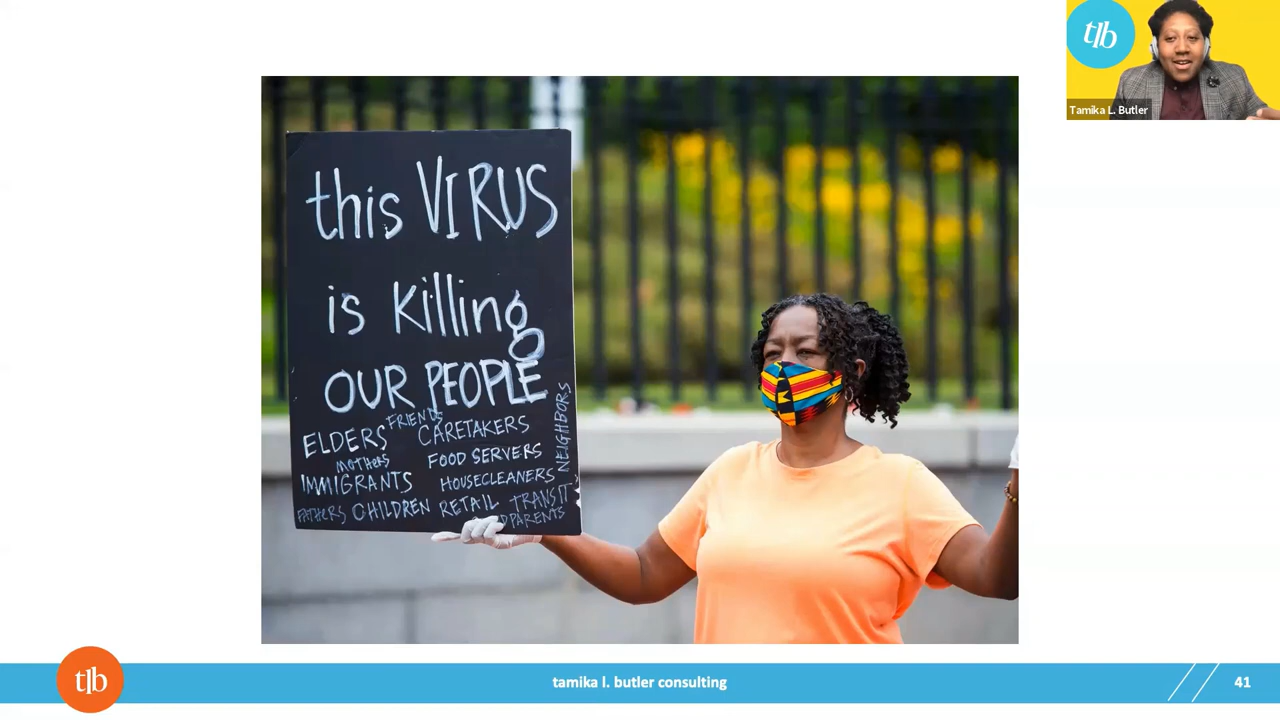 tlb
Tamika L. Butler
this VIRUS
is killing
OUR PEOPLE
FRIENDS
ELDERS
CARETAKERS
NEIGHBORS
MOTHERS
FOOD SERVERS
IMMIGRANTS
HOUSECLEANERS
FATHERS CHILDREN RETAIL TRANSIT
DPARENTS
tlb
tamika l. butler consulting
41